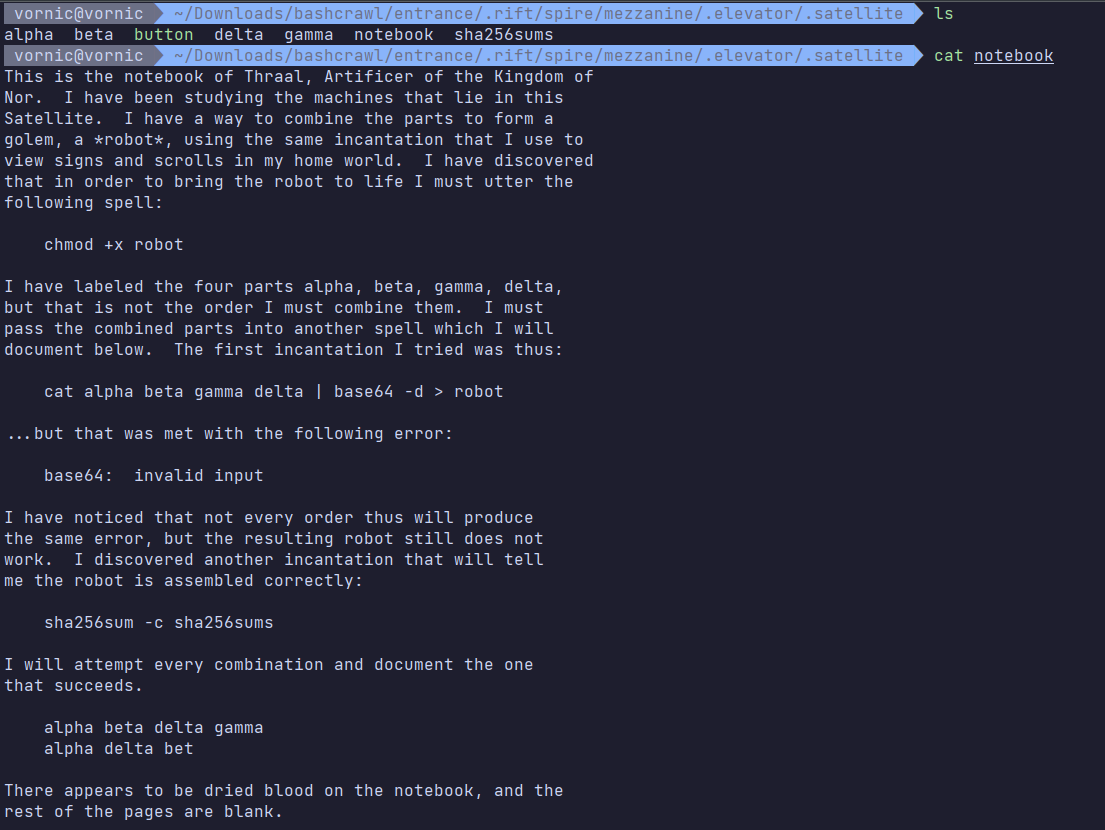 vornic@vornic ~/Downloads/bashcrawl/entrance/.rift/spire/mezzanine/.elevator/.satellite ls
alpha beta button delta gamma notebook sha256sums
vornic@vornic ~/Downloads/bashcrawl/entrance/.rift/spire/mezzanine/.elevator/.satellite cat notebook
This is the notebook of Thraal, Artificer of the Kingdom of
Nor.  I have been studying the machines that lie in this
Satellite.  I have a way to combine the parts to form a
golem, a *robot*, using the same incantation that I use to
view signs and scrolls in my home world.  I have discovered
that in order to bring the robot to life I must utter the
following spell:
    chmod +x robot
I have labeled the four parts alpha, beta, gamma, delta,
but that is not the order I must combine them.  I must
pass the combined parts into another spell which I will
document below.  The first incantation I tried was thus:
    cat alpha beta gamma delta | base64 -d > robot
...but that was met with the following error:
    base64:  invalid input
I have noticed that not every order thus will produce
the same error, but the resulting robot still does not
work.  I discovered another incantation that will tell
me the robot is assembled correctly:
    sha256sum -c sha256sums
I will attempt every combination and document the one
that succeeds.
    alpha beta delta gamma
    alpha delta bet
There appears to be dried blood on the notebook, and the
rest of the pages are blank.